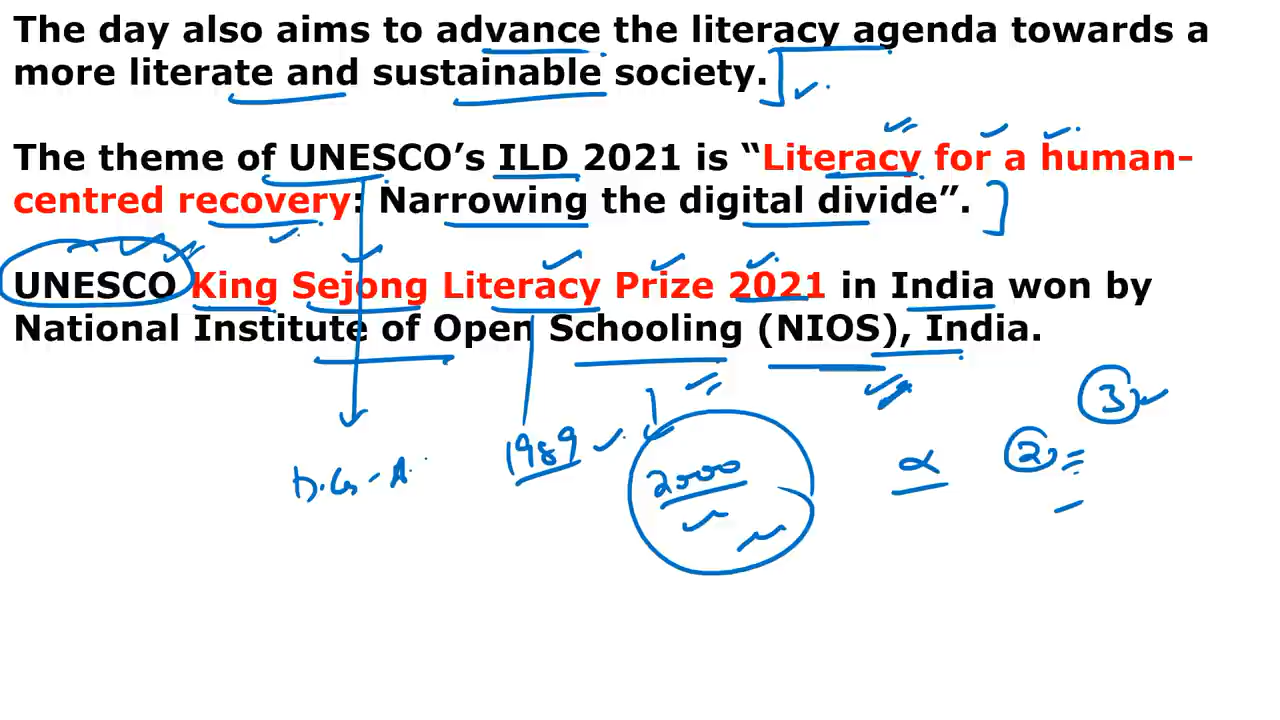 The day also aims to advance the literacy agenda towards a
more literate and sustainable society.
The theme of UNESCO’s ILD 2021 is “Literacy for a human-
centred recovery: Narrowing the digital divide”.
UNESCO King Sejong Literacy Prize 2021 in India won by
National Institute of Open Schooling (NIOS), India.
3
1989
2
2000
D.G - A